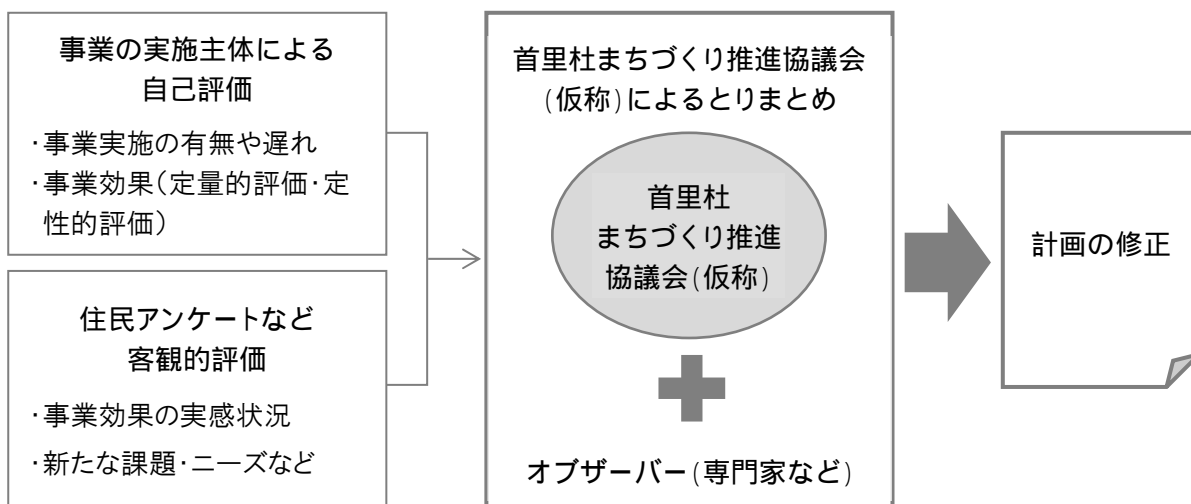 事業の実施主体による
自己評価
・事業実施の有無や遅れ
・事業効果(定量的評価・定
性的評価)
住民アンケートなど
客観的評価
・事業効果の実感状況
・新たな課題・ニーズなど
首里杜まちづくり推進協議会
(仮称)によるとりまとめ
首里杜
まちづくり推進
協議会(仮称)
オブザーバー(専門家など)
計画の修正